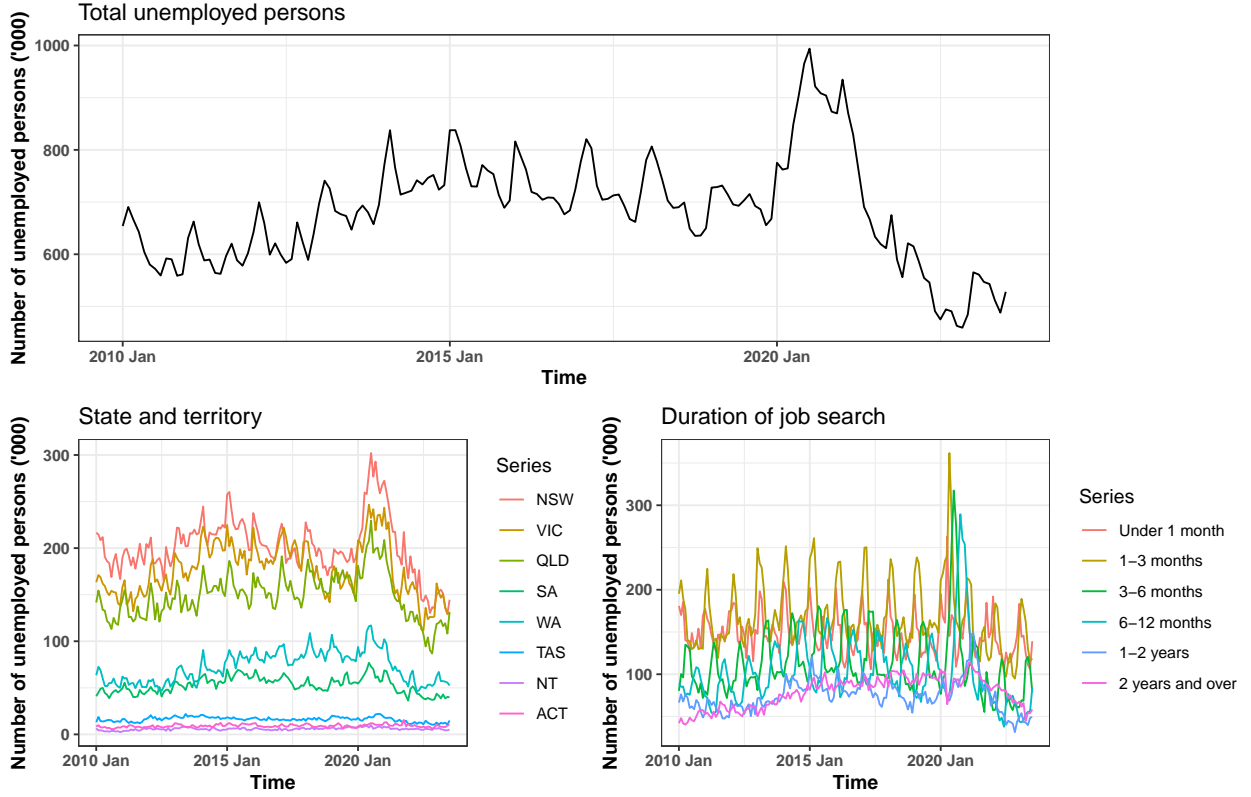 Total unemployed persons
Number of unemployed persons ('000)
1000
800
600
2010 Jan
2015 Jan
2020 Jan
Time
State and territory
Number of unemployed persons ('000)
300
200
100
0
2010 Jan
2015 Jan
2020 Jan
Time
Series
NSW
VIC
QLD
SA
WA
TAS
NT
ACT
Duration of job search
Number of unemployed persons ('000)
300
200
100
2010 Jan
2015 Jan
2020 Jan
Time
Series
Under 1 month
1–3 months
3–6 months
6–12 months
1–2 years
2 years and over